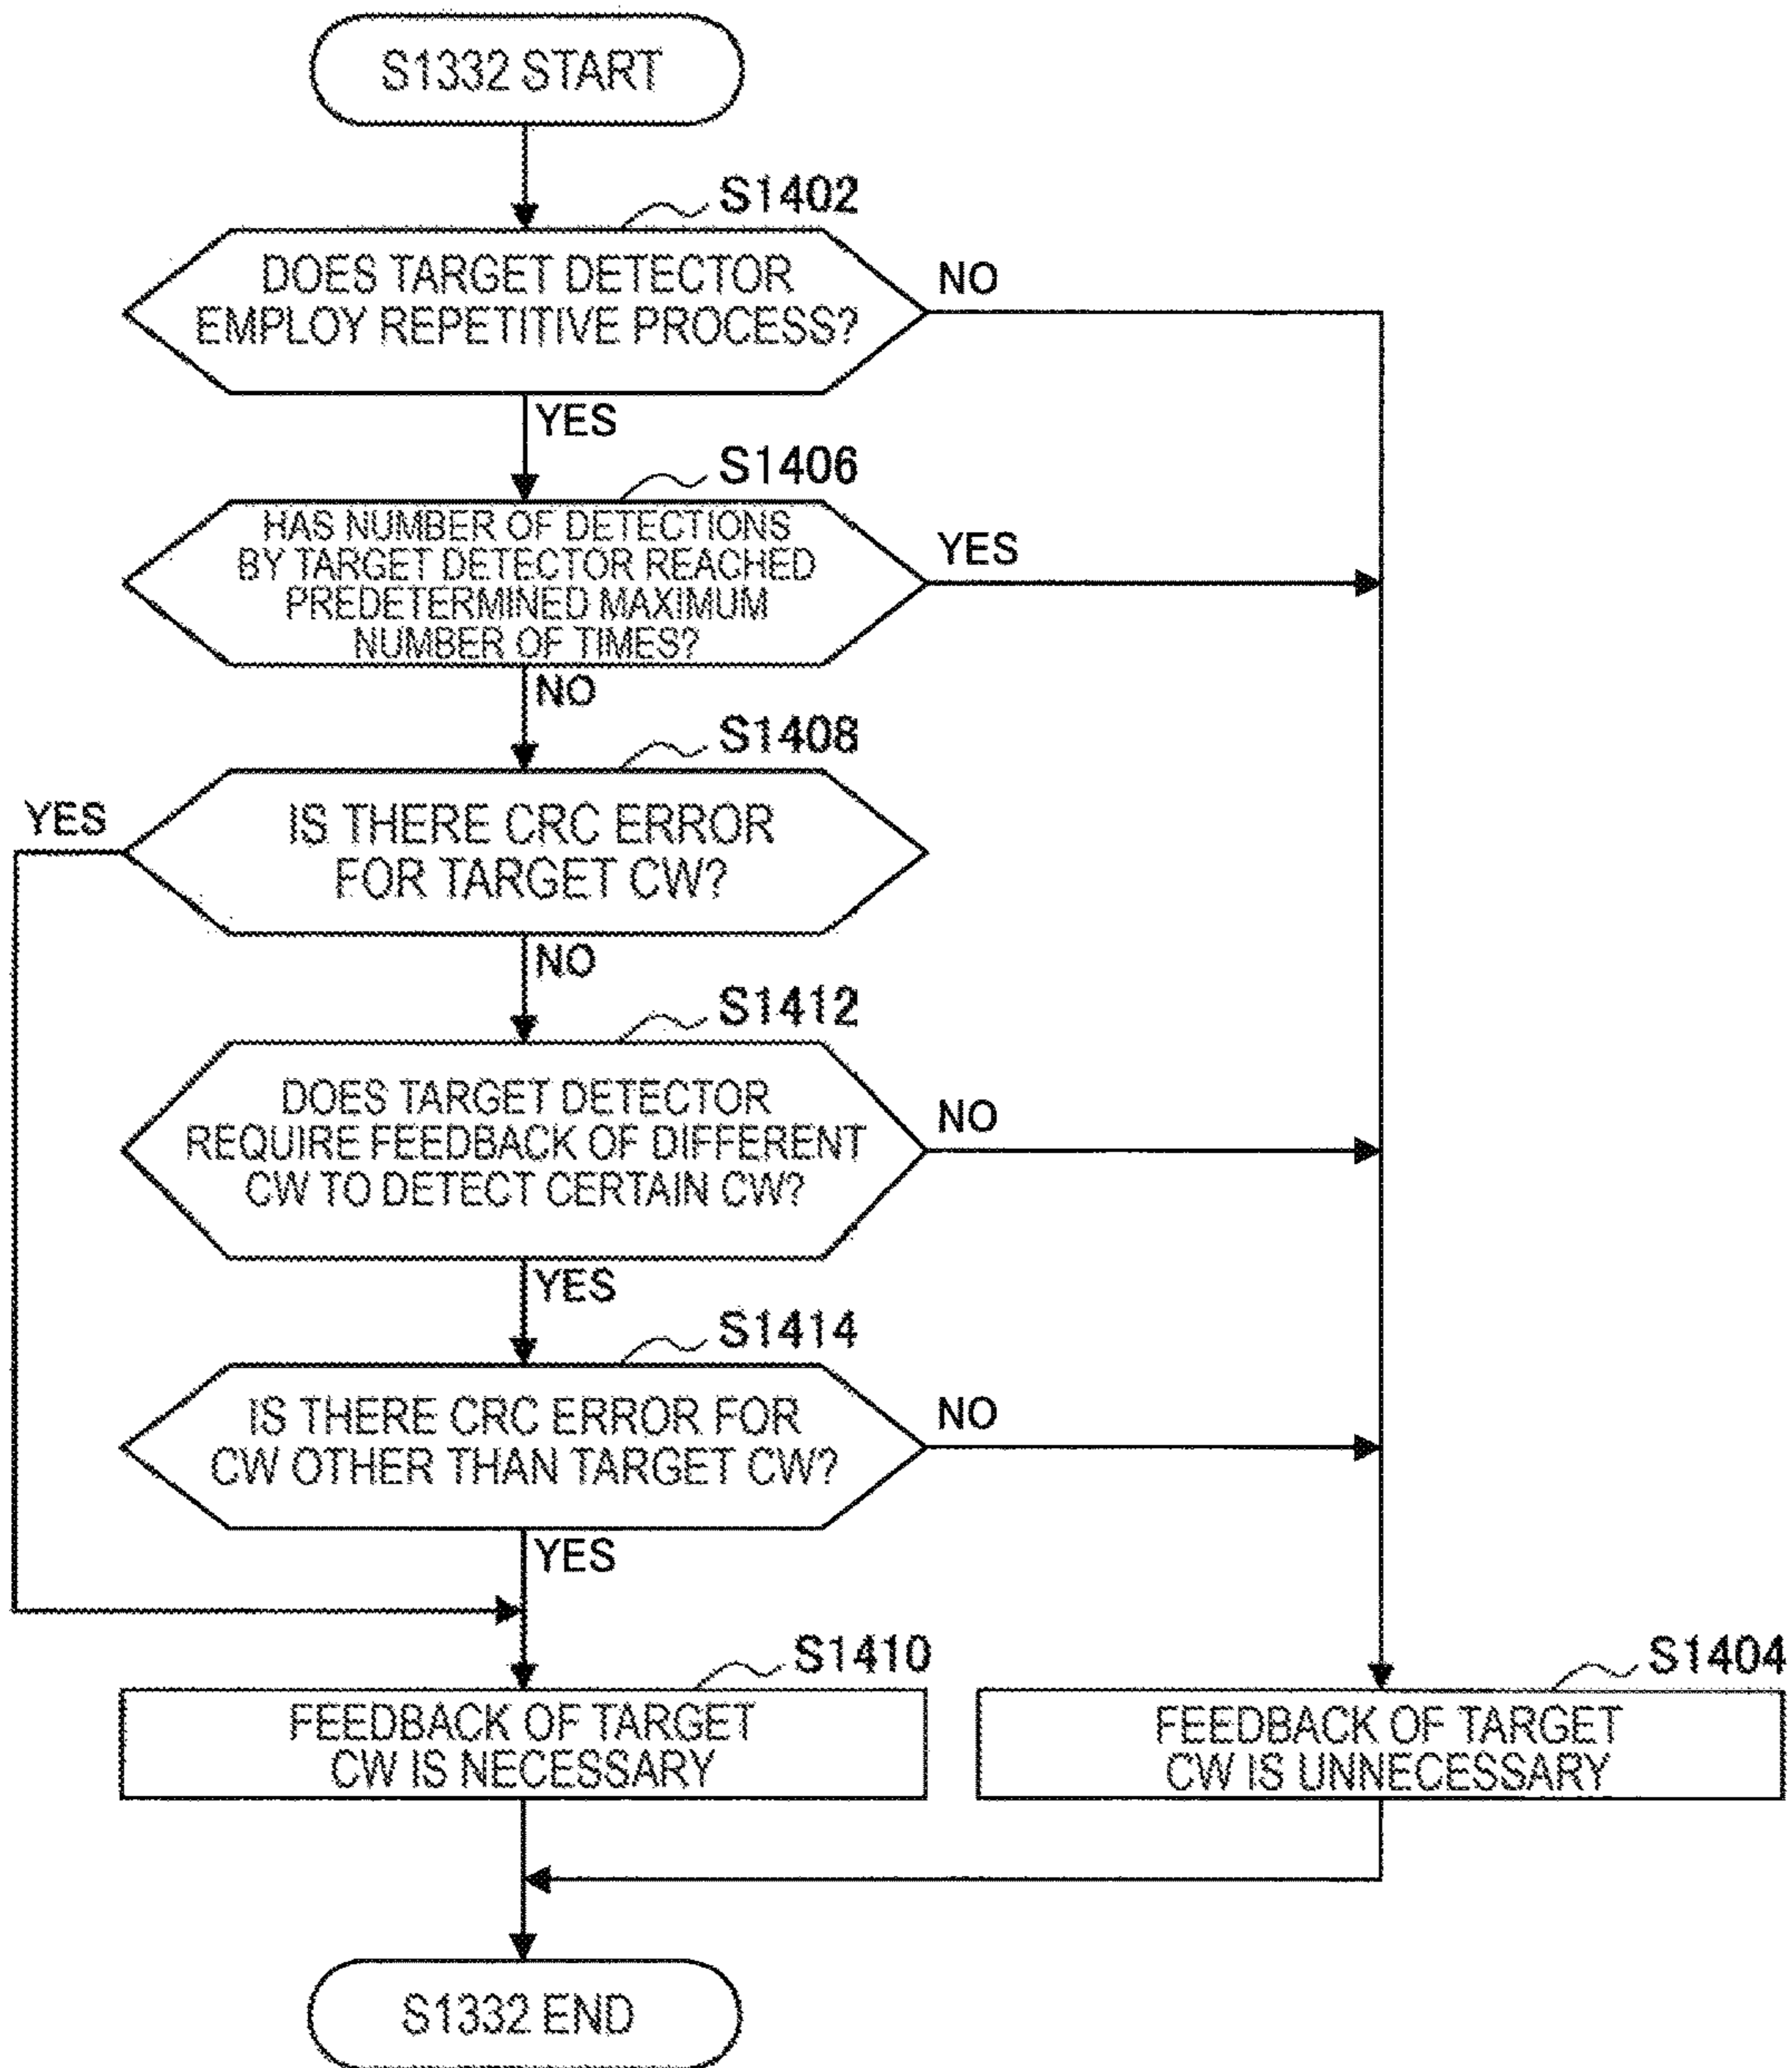 S1332 START
S1402
DOES TARGET DETECTOR
EMPLOY REPETITIVE PROCESS?
NO
YES
S1406
HAS NUMBER OF DETECTIONS
BY TARGET DETECTOR REACHED
PREDETERMINED MAXIMUM
NUMBER OF TIMES?
YES
NO
S1408
YES
IS THERE CRC ERROR
FOR TARGET CW?
NO
S1412
DOES TARGET DETECTOR
REQUIRE FEEDBACK OF DIFFERENT
CW TO DETECT CERTAIN CW?
NO
YES
S1414
IS THERE CRC ERROR FOR
CW OTHER THAN TARGET CW?
NO
YES
S1410
FEEDBACK OF TARGET
CW IS NECESSARY
S1404
FEEDBACK OF TARGET
CW IS UNNECESSARY
S1332 END